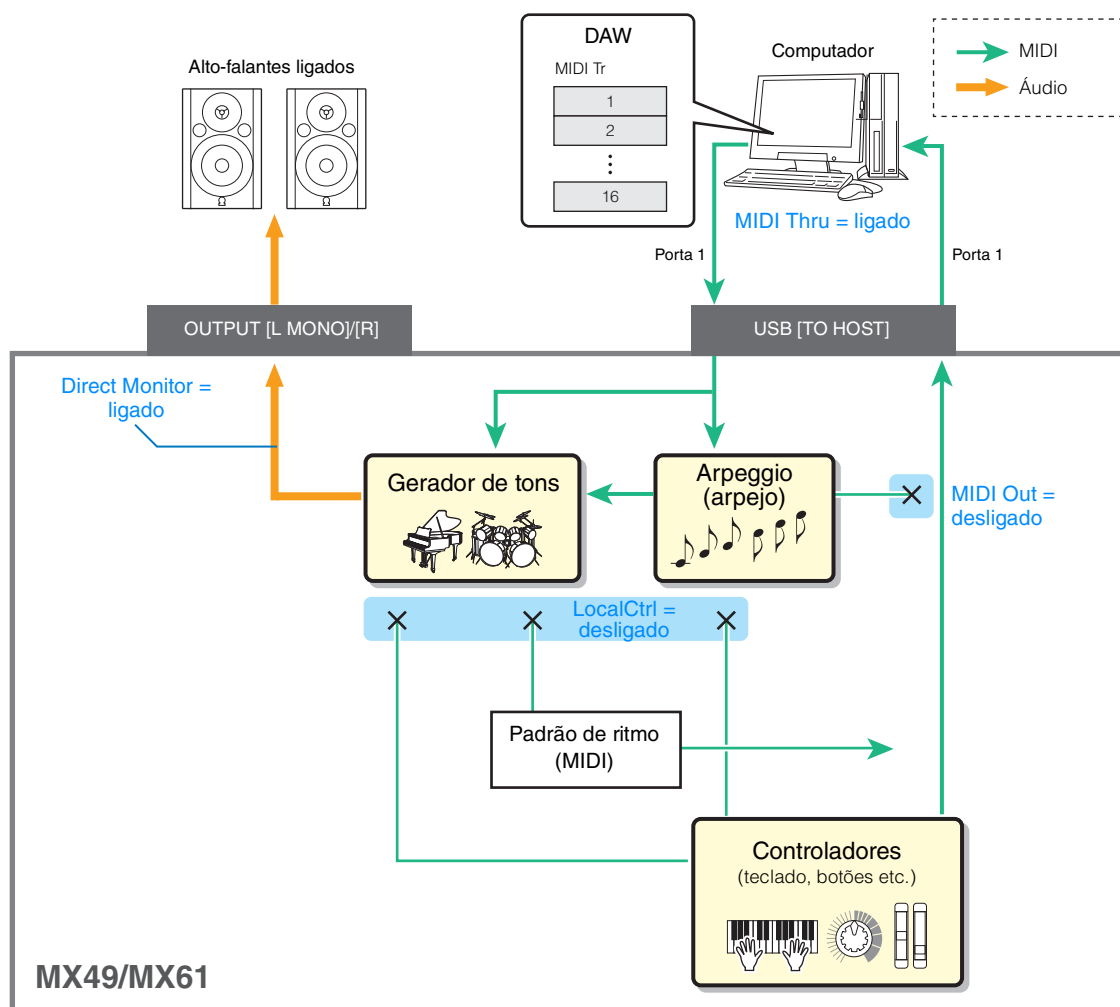 DAW
MIDI Tr
1
2
16
Computador
MIDI
Áudio
Alto-falantes ligados
MIDI Thru = ligado
Porta 1
Porta 1
OUTPUT [L MONO]/[R]
USB [TO HOST]
Direct Monitor =
ligado
Gerador de tons
Arpeggio
(arpejo)
MIDI Out =
desligado
LocalCtrl =
desligado
Padrão de ritmo
(MIDI)
Controladores
(teclado, botões etc.)
MX49/MX61